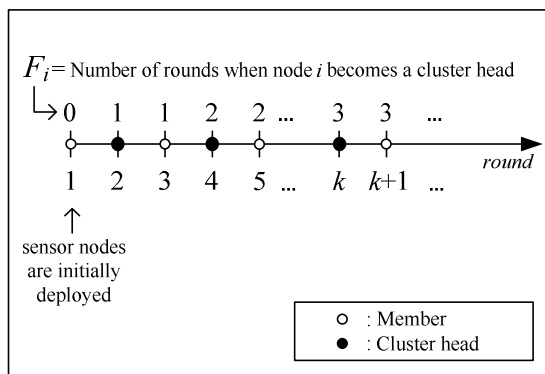 Fi = Number of rounds when node i becomes a cluster head
0 1 1 2 2 ... 3 3 ...
round
1 2 3 4 5 ... k k+1 ...
sensor nodes
are initially
deployed
: Member
: Cluster head